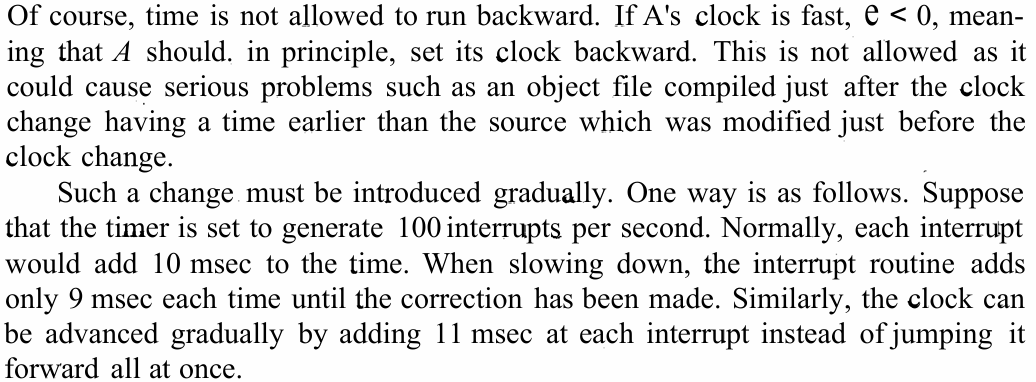 Of course, time is not allowed to run backward. If A's clock is fast, e < 0, mean-
ing that A should. in principle, set its clock backward. This is not allowed as it
could cause serious problems such as an object file compiled just after the clock
change having a time earlier than the source which was modified just before the
clock change.
Such a change must be introduced gradually. One way is as follows. Suppose
that the timer is set to generate 100 interrupts per second. Normally, each interrupt
would add 10 msec to the time. When slowing down, the interrupt routine adds
only 9 msec each time until the correction has been made. Similarly, the clock can
be advanced gradually by adding 11 msec at each interrupt instead of jumping it
forward all at once.